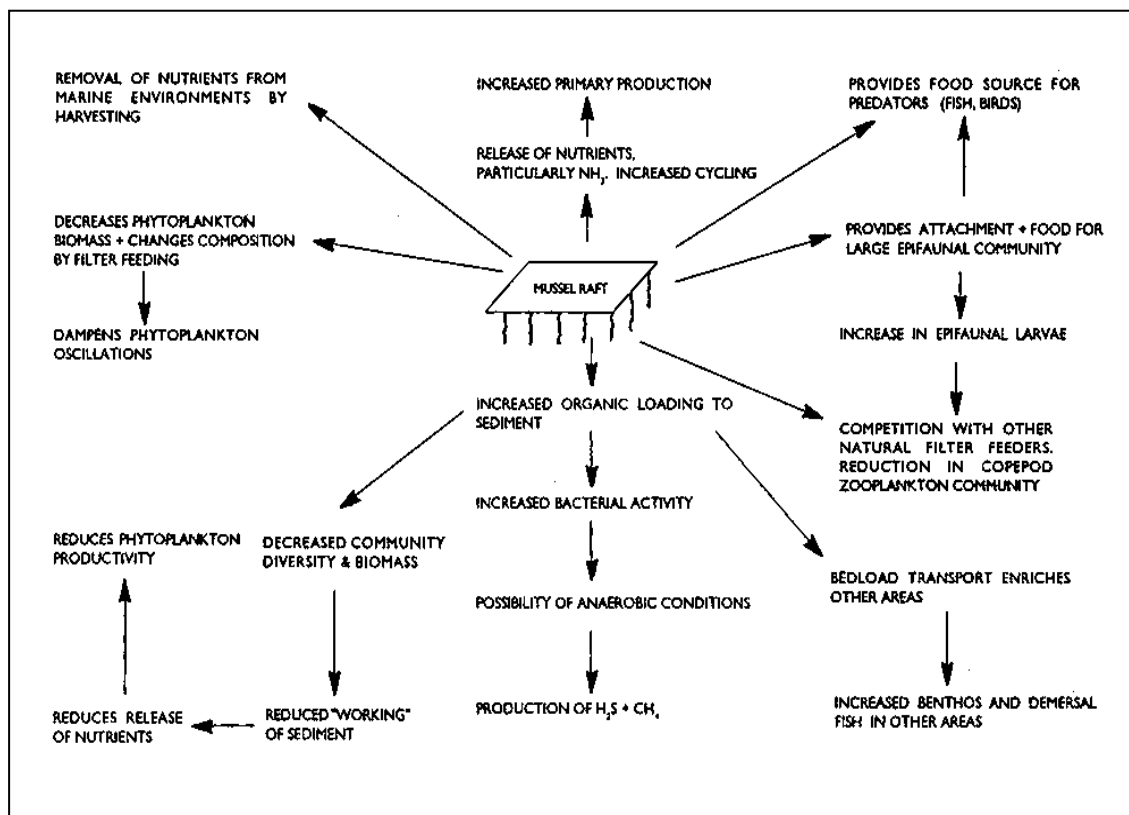 REMOVAL OF NUTRIENTS FROM
MARINE ENVIRONMENTS BY
HARVESTING
INCREASED PRIMARY PRODUCTION
PROVIDES FOOD SOURCE FOR
PREDATORS (FISH, BIRDS)
RELEASE OF NUTRIENTS,
PARTICULARLY NH₃. INCREASED CYCLING
DECREASES PHYTOPLANKTON
BIOMASS + CHANGES COMPOSITION
BY FILTER FEEDING
PROVIDES ATTACHMENT + FOOD FOR
LARGE EPIFAUNAL COMMUNITY
MUSSEL RAFT
DAMPENS PHYTOPLANKTON
OSCILLATIONS
INCREASE IN EPIFAUNAL LARVAE
INCREASED ORGANIC LOADING TO
SEDIMENT
COMPETITION WITH OTHER
NATURAL FILTER FEEDERS.
REDUCTION IN COPEPOD
ZOOPLANKTON COMMUNITY
INCREASED BACTERIAL ACTIVITY
REDUCES PHYTOPLANKTON
PRODUCTIVITY
DECREASED COMMUNITY
DIVERSITY & BIOMASS
BEDLOAD TRANSPORT ENRICHES
OTHER AREAS
POSSIBILITY OF ANAEROBIC CONDITIONS
REDUCES RELEASE
OF NUTRIENTS
REDUCED "WORKING"
OF SEDIMENT
PRODUCTION OF H₂S + CH₄
INCREASED BENTHOS AND DEMERSAL
FISH IN OTHER AREAS